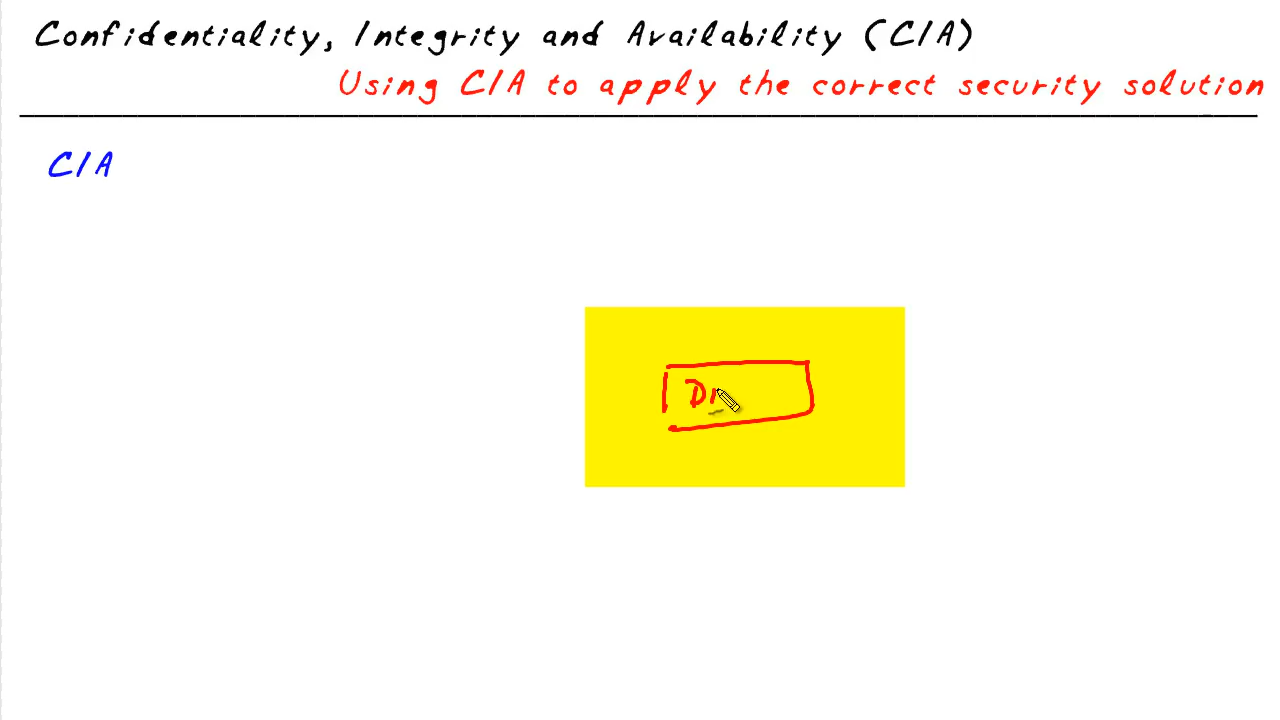 Confidentiality, Integrity and Availability (CIA)
Using CIA to apply the correct security solution
CIA